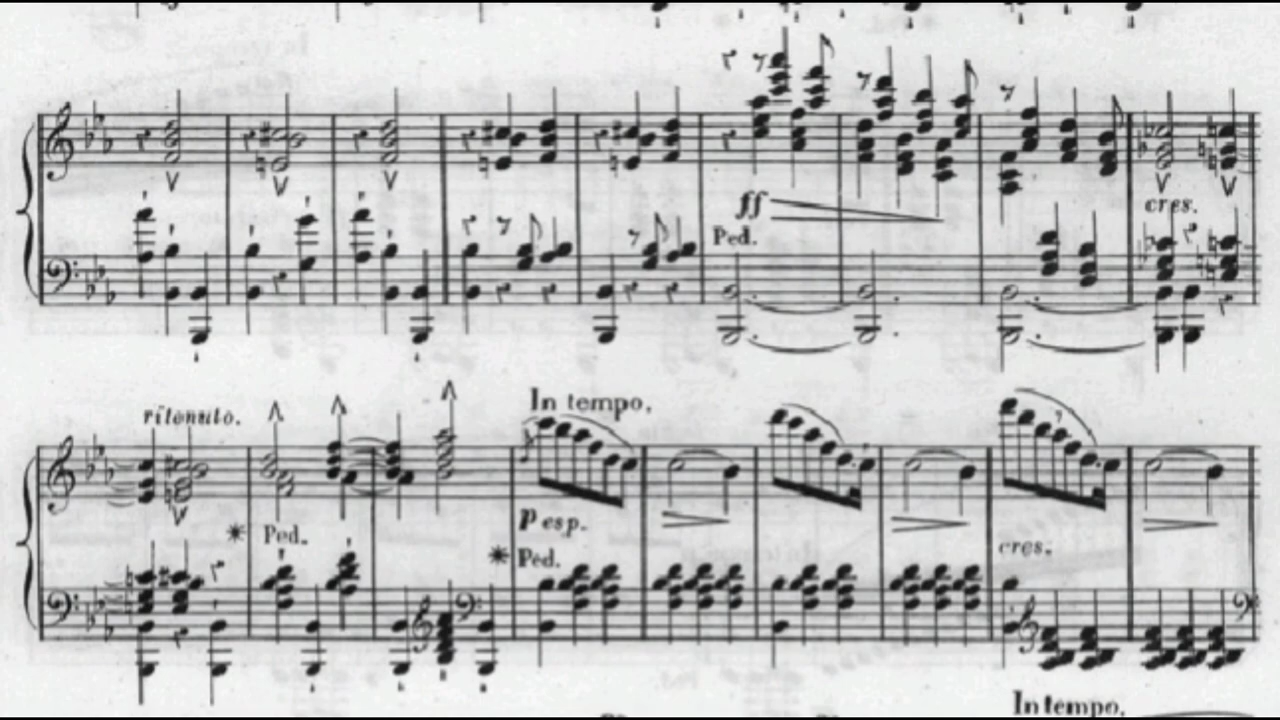 ff
Ped.
cres.
ritenuto.
In tempo.
Ped.
p esp.
Ped.
cres.
In tempo.